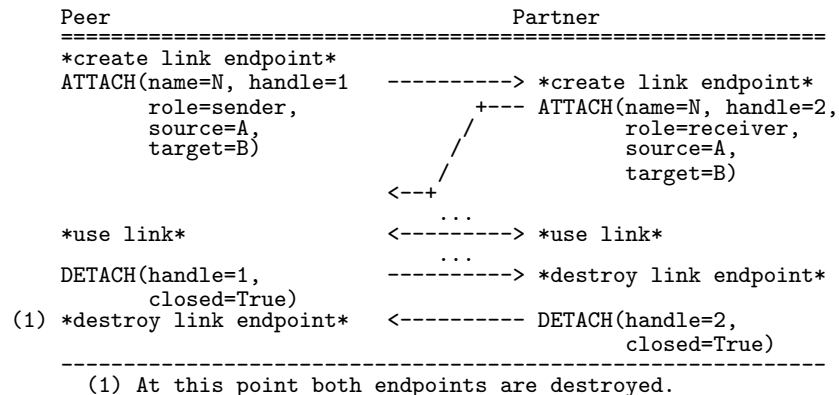 Peer                                 Partner
=============================================================
*create link endpoint*
ATTACH(name=N, handle=1   ----------> *create link endpoint*
       role=sender,              +--- ATTACH(name=N, handle=2,
       source=A,                /            role=receiver,
       target=B)               /             source=A,
                              /              target=B)
                          <--+
                              ...
*use link*                <----------> *use link*
                              ...
DETACH(handle=1,          ----------> *destroy link endpoint*
       closed=True)
(1) *destroy link endpoint*   <---------- DETACH(handle=2,
                                             closed=True)
-------------------------------------------------------------
(1) At this point both endpoints are destroyed.